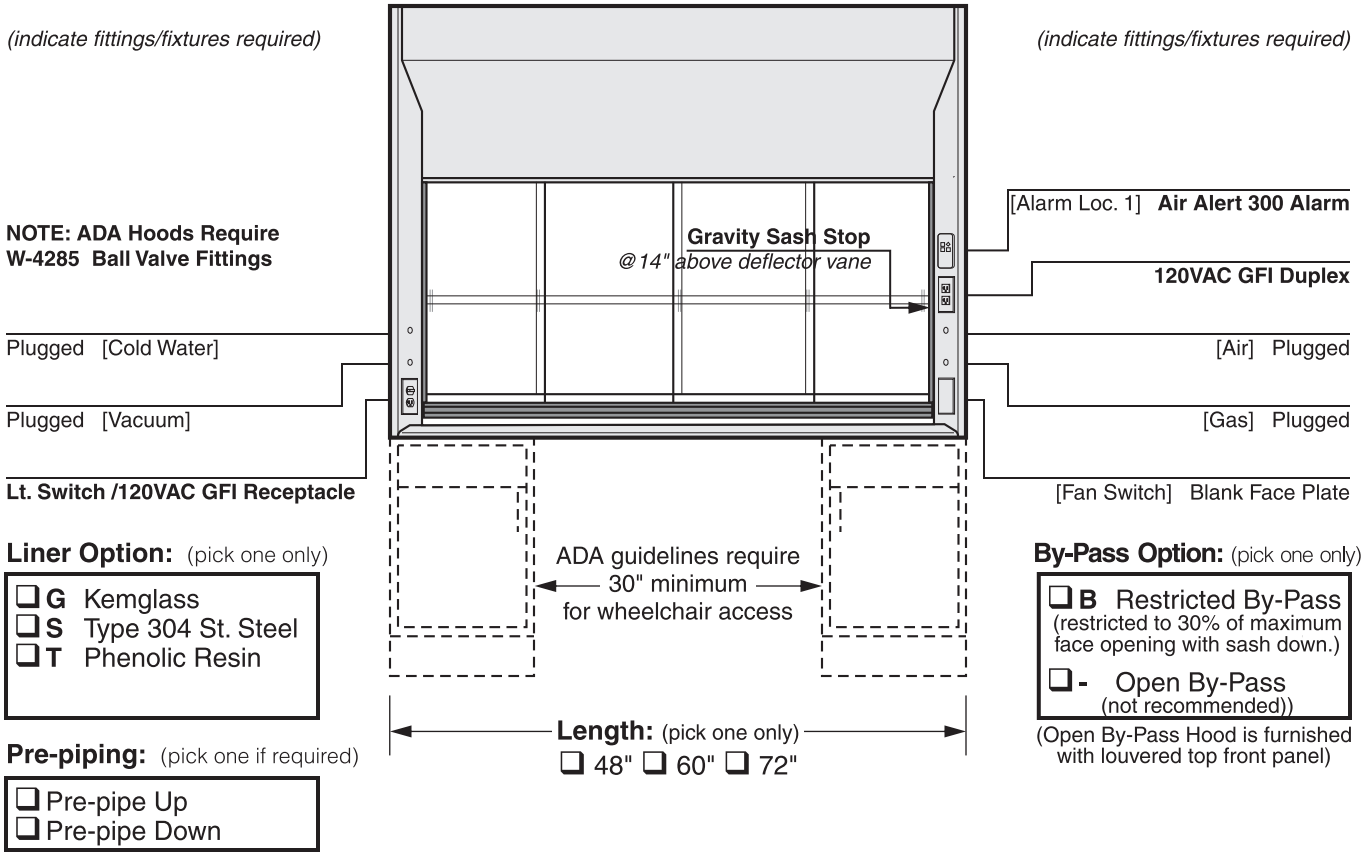 (indicate fittings/fixtures required)
(indicate fittings/fixtures required)
[Alarm Loc. 1] Air Alert 300 Alarm
NOTE: ADA Hoods Require
W-4285 Ball Valve Fittings
Gravity Sash Stop
@14" above deflector vane
120VAC GFI Duplex
Plugged [Cold Water]
[Air] Plugged
Plugged [Vacuum]
[Gas] Plugged
Lt. Switch /120VAC GFI Receptacle
[Fan Switch] Blank Face Plate
Liner Option: (pick one only)
G Kemglass
S Type 304 St. Steel
T Phenolic Resin
ADA guidelines require
30" minimum
for wheelchair access
By-Pass Option: (pick one only)
B Restricted By-Pass
(restricted to 30% of maximum
face opening with sash down.)
- Open By-Pass
(not recommended))
(Open By-Pass Hood is furnished
with louvered top front panel)
Length: (pick one only)
48" 60" 72"
Pre-piping: (pick one if required)
Pre-pipe Up
Pre-pipe Down